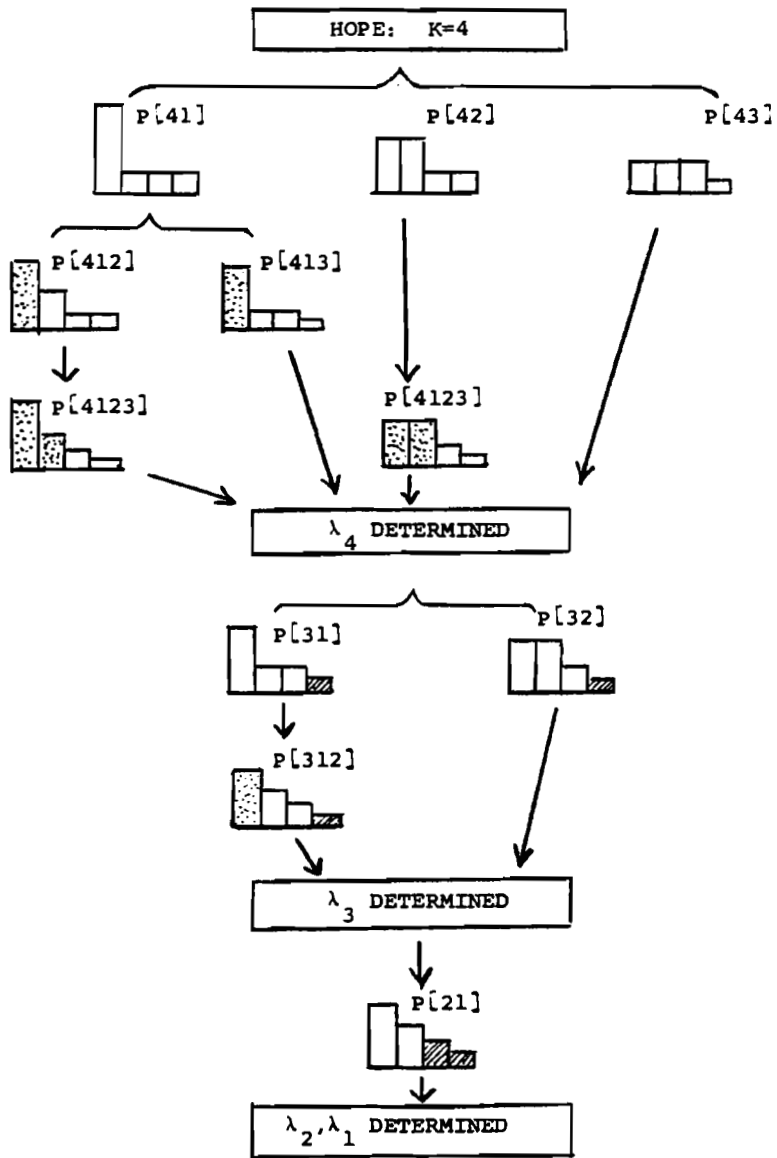 HOPE: K=4
P[41]
P[42]
P[43]
P[412]
P[413]
P[4123]
P[4123]
λ4 DETERMINED
P[31]
P[32]
P[312]
λ3 DETERMINED
P[21]
λ2,λ1 DETERMINED